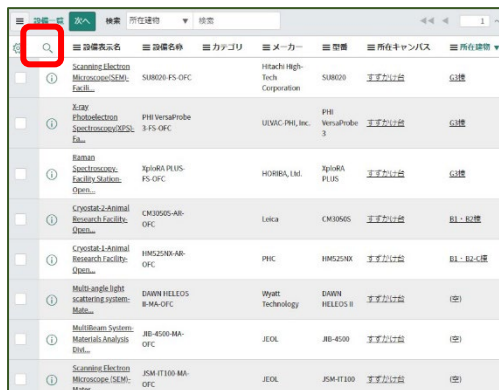 設備一覧 次へ 検索 所在建物 ▼ 検索 1
設備表示名 設備名称 カテゴリ メーカー 型番 所在キャンパス 所在建物 ▼
Scanning Electron
Microscope(SEM)-
Facili...
SU8020-FS-OFC
Hitachi High-
Tech
Corporation
SU8020
すずかけ台
G3棟
X-ray
Photoelectron
Spectroscopy(XPS)-
Fa...
PHI VersaProbe
3-FS-OFC
ULVAC-PHI, Inc.
PHI
VersaProbe
3
すずかけ台
G3棟
Raman
Spectroscopy-
Facility Station-
Open...
XploRA PLUS-
FS-OFC
HORIBA, Ltd.
XploRA
PLUS
すずかけ台
G3棟
Cryostat-2-Animal
Research Facility-
Open...
CM3050S-AR-
OFC
Leica
CM3050S
すずかけ台
B1・B2棟
Cryostat-1-Animal
Research Facility-
Open...
HM525NX-AR-
OFC
PHC
HM525NX
すずかけ台
B1・B2-C棟
Multi-angle light
scattering system-
Mate...
DAWN HELEOS
II-MA-OFC
Wyatt
Technology
DAWN
HELEOS II
すずかけ台
(空)
MultiBeam System-
Materials Analysis
Divi...
JIB-4500-MA-
OFC
JEOL
JIB-4500
すずかけ台
(空)
Scanning Electron
Microscope (SEM)-
Mater...
JSM-IT100-MA-
OFC
JEOL
JSM-IT100
すずかけ台
(空)